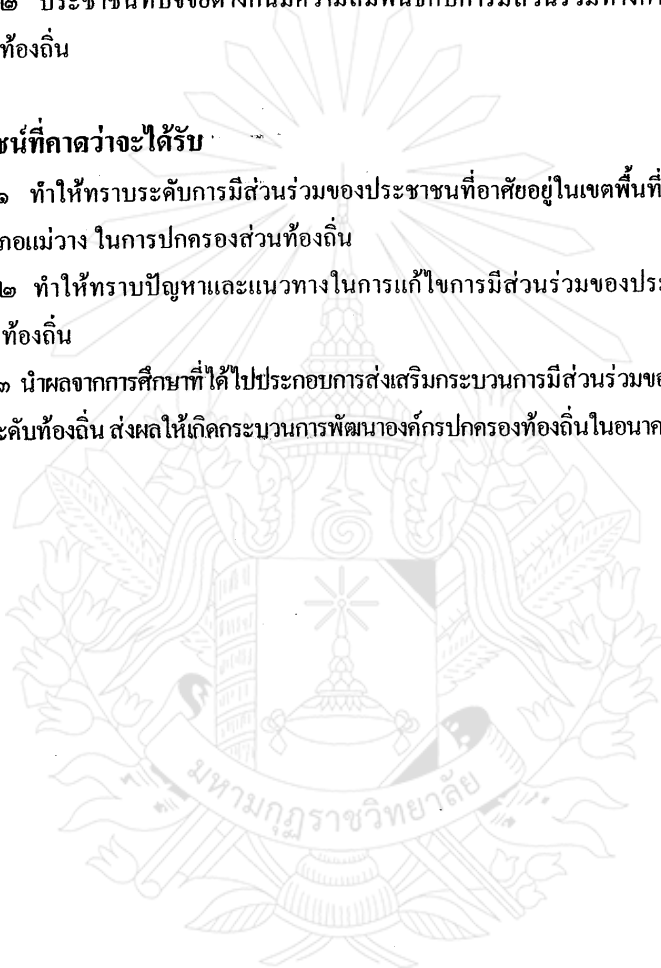 ๒ ประชาชนที่ปัจจัยต่างกันมีความสัมพันธ์กับการมีส่วนร่วมทางกา
ท้องถิ่น
ชน์ที่คาดว่าจะได้รับ
๑ ทำให้ทราบระดับการมีส่วนร่วมของประชาชนที่อาศัยอยู่ในเขตพื้นที่
ภอแม่วาง ในการปกครองส่วนท้องถิ่น
๒ ทำให้ทราบปัญหาและแนวทางในการแก้ไขการมีส่วนร่วมของประ
ท้องถิ่น
๓ นำผลจากการศึกษาที่ได้ไปประกอบการส่งเสริมกระบวนการมีส่วนร่วมขอ
ะดับท้องถิ่น ส่งผลให้เกิดกระบวนการพัฒนาองค์กรปกครองท้องถิ่นในอนาค
มหามกุฏราชวิทยาลัย